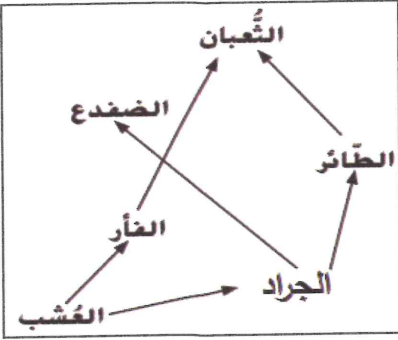 الثُّعبان
الضفدع
الطّائر
الفأر
الجراد
العُشب